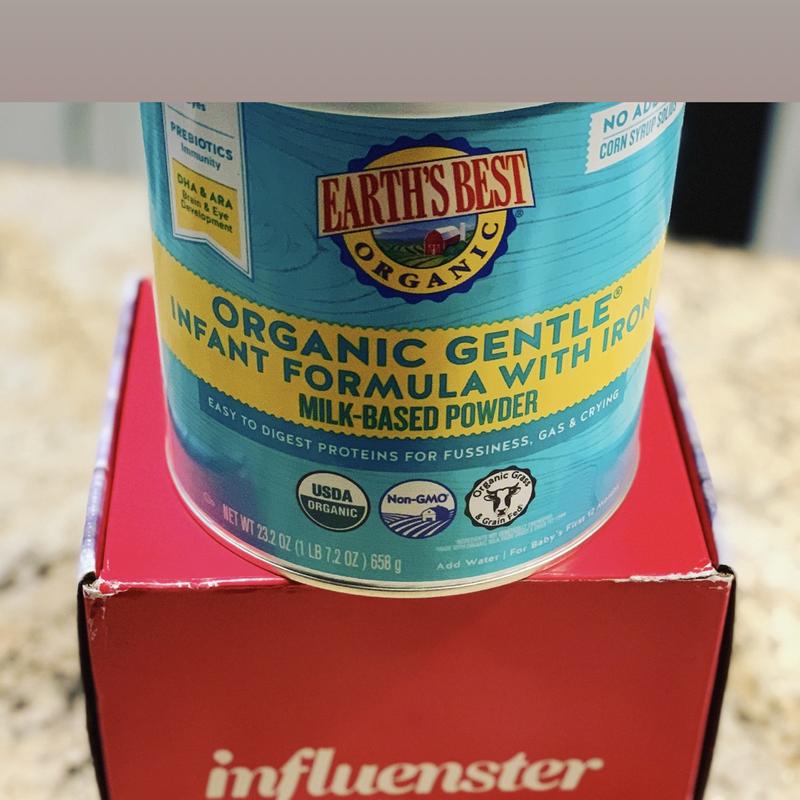 eyes
PREBIOTICS
Immunity
DHA & ARA
Brain & Eye
Development
NO
CORN SYRUP SOLIDS
EARTH'S BEST®
ORGANIC
ORGANIC GENTLE®
INFANT FORMULA WITH IRON
MILK-BASED POWDER
EASY TO DIGEST PROTEINS FOR FUSSINESS, GAS & CRYING
USDA
ORGANIC
Non-GMO
Organic Grass
& Grain Fed
NET WT 23.2 OZ (1 LB 7.2 OZ) 658 g
Add Water | For Baby's First 12 Months
influenster